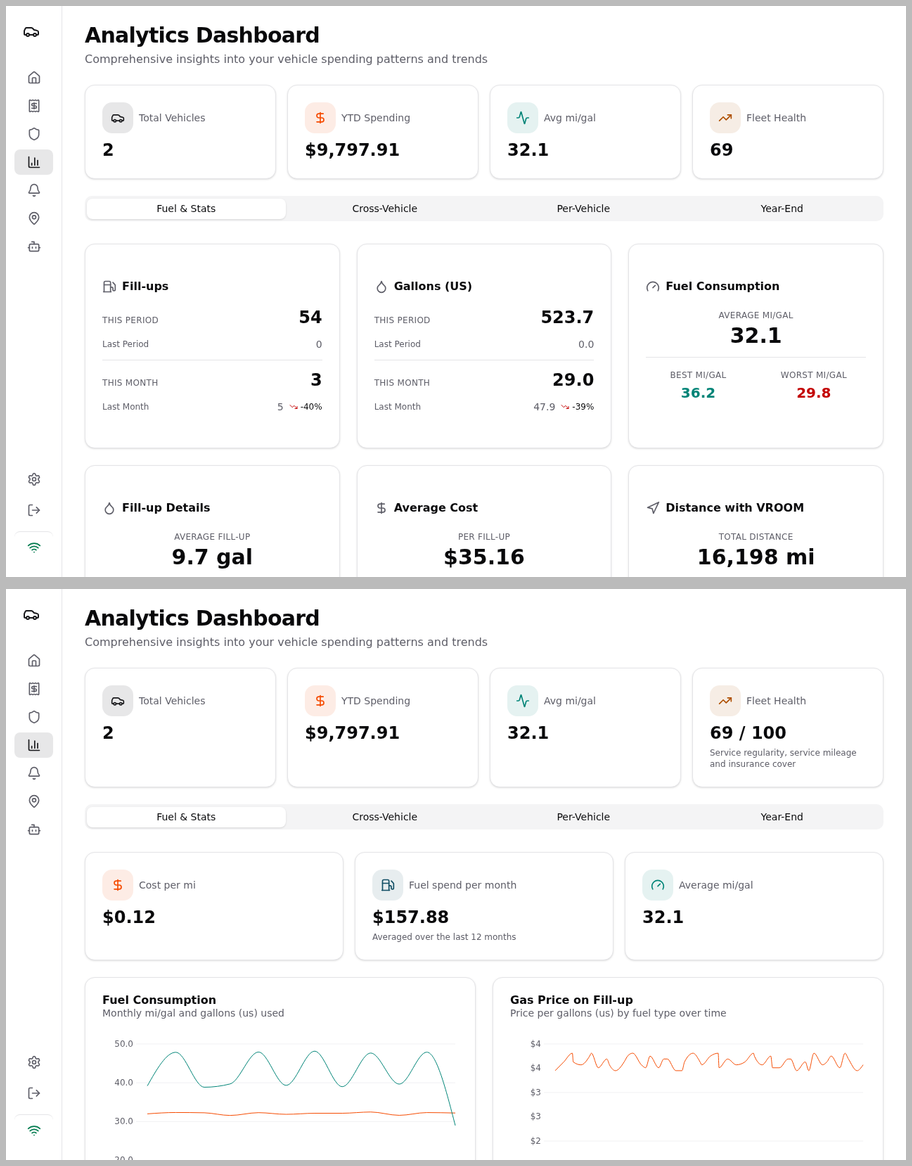 Analytics Dashboard
Comprehensive insights into your vehicle spending patterns and trends
Total Vehicles
2
YTD Spending
$9,797.91
Avg mi/gal
32.1
Fleet Health
69
Fuel & Stats
Cross-Vehicle
Per-Vehicle
Year-End
Fill-ups
THIS PERIOD 54
Last Period 0
THIS MONTH 3
Last Month 5 -40%
Gallons (US)
THIS PERIOD 523.7
Last Period 0.0
THIS MONTH 29.0
Last Month 47.9 -39%
Fuel Consumption
AVERAGE MI/GAL
32.1
BEST MI/GAL WORST MI/GAL
36.2 29.8
Fill-up Details
AVERAGE FILL-UP
9.7 gal
Average Cost
PER FILL-UP
$35.16
Distance with VROOM
TOTAL DISTANCE
16,198 mi
Analytics Dashboard
Comprehensive insights into your vehicle spending patterns and trends
Total Vehicles
2
YTD Spending
$9,797.91
Avg mi/gal
32.1
Fleet Health
69 / 100
Service regularity, service mileage
and insurance cover
Fuel & Stats
Cross-Vehicle
Per-Vehicle
Year-End
Cost per mi
$0.12
Fuel spend per month
$157.88
Averaged over the last 12 months
Average mi/gal
32.1
Fuel Consumption
Monthly mi/gal and gallons (us) used
50.0
40.0
30.0
20.0
Gas Price on Fill-up
Price per gallons (us) by fuel type over time
$4
$4
$3
$3
$2